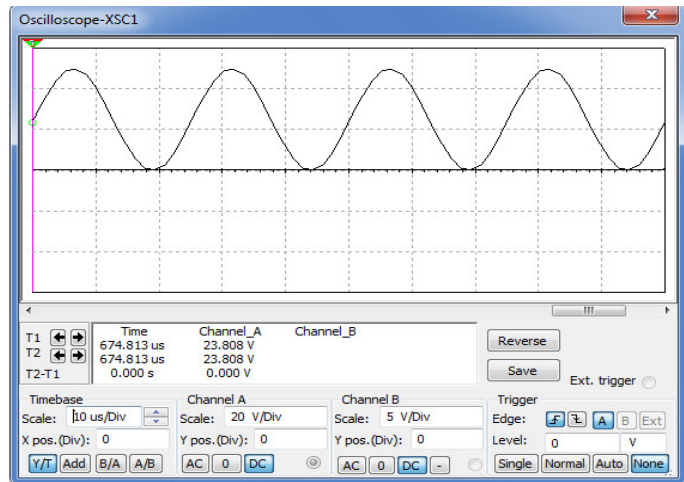 Oscilloscope-XSC1
T1
T2
T2-T1
Time Channel_A Channel_B
674.813 us 23.808 V
674.813 us 23.808 V
0.000 s 0.000 V
Reverse
Save
Ext. trigger
Timebase
Scale: 10 us/Div
X pos.(Div): 0
Y/T Add B/A A/B
Channel A
Scale: 20 V/Div
Y pos.(Div): 0
AC 0 DC
Channel B
Scale: 5 V/Div
Y pos.(Div): 0
AC 0 DC -
Trigger
Edge: A B Ext
Level: 0 V
Single Normal Auto None